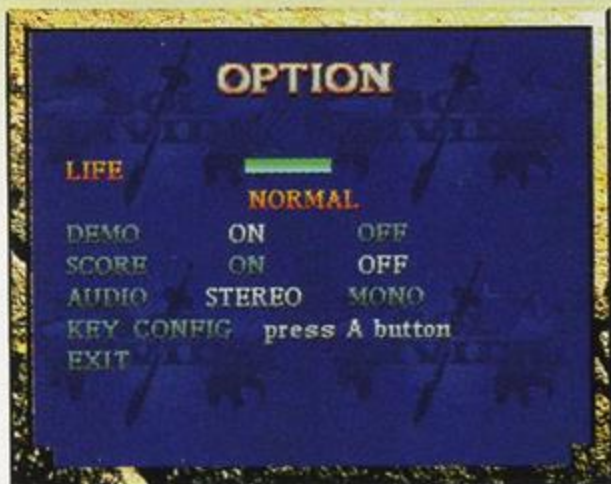 OPTION
LIFE
NORMAL
DEMO ON OFF
SCORE ON OFF
AUDIO STEREO MONO
KEY CONFIG press A button
EXIT